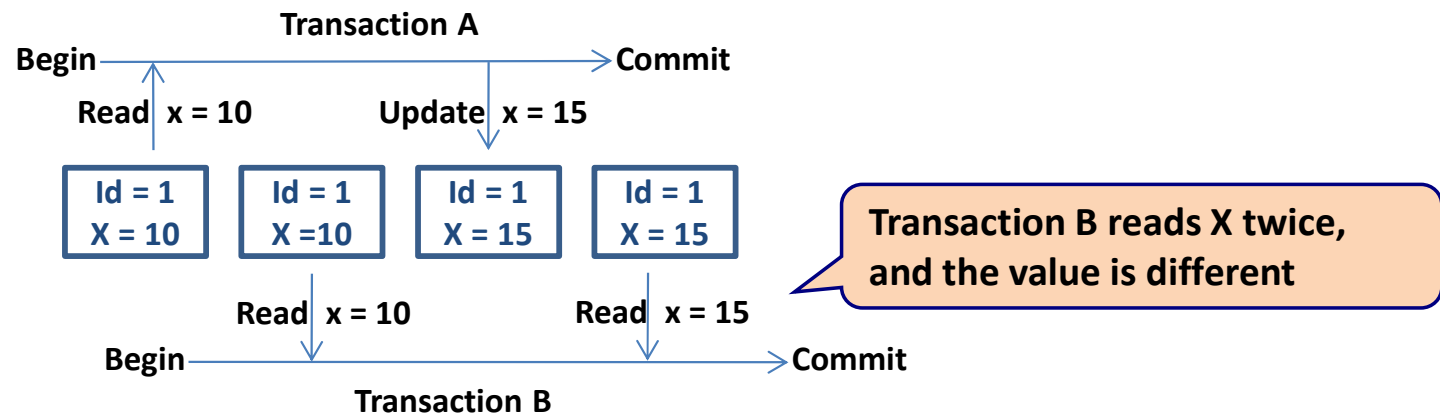 Transaction A
Begin
Commit
Read x = 10
Update x = 15
Id = 1
X = 10
Id = 1
X =10
Id = 1
X = 15
Id = 1
X = 15
Transaction B reads X twice,
and the value is different
Read x = 10
Read x = 15
Begin
Commit
Transaction B